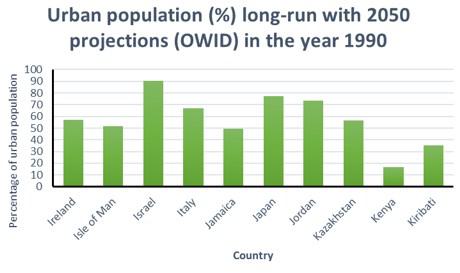 Urban population (%) long-run with 2050
projections (OWID) in the year 1990
Percentage of urban population
100
90
80
70
60
50
40
30
20
10
0
Ireland
Isle of Man
Israel
Italy
Jamaica
Japan
Jordan
Kazakhstan
Kenya
Kiribati
Country